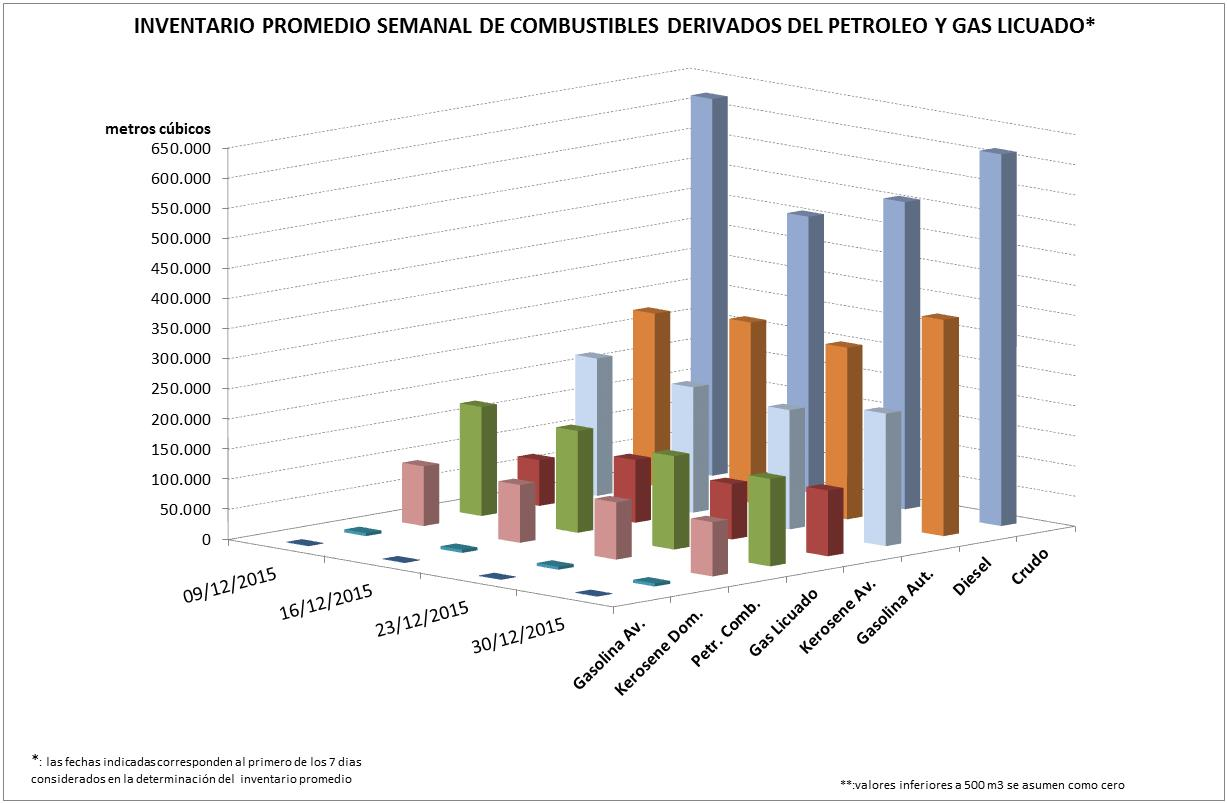 INVENTARIO PROMEDIO SEMANAL DE COMBUSTIBLES DERIVADOS DEL PETROLEO Y GAS LICUADO*
metros cúbicos
650.000
600.000
550.000
500.000
450.000
400.000
350.000
300.000
250.000
200.000
150.000
100.000
50.000
0
09/12/2015
16/12/2015
23/12/2015
30/12/2015
Gasolina Av.
Kerosene Dom.
Petr. Comb.
Gas Licuado
Kerosene Av.
Gasolina Aut.
Diesel
Crudo
*: las fechas indicadas corresponden al primero de los 7 dias
considerados en la determinación del inventario promedio
**:valores inferiores a 500 m3 se asumen como cero